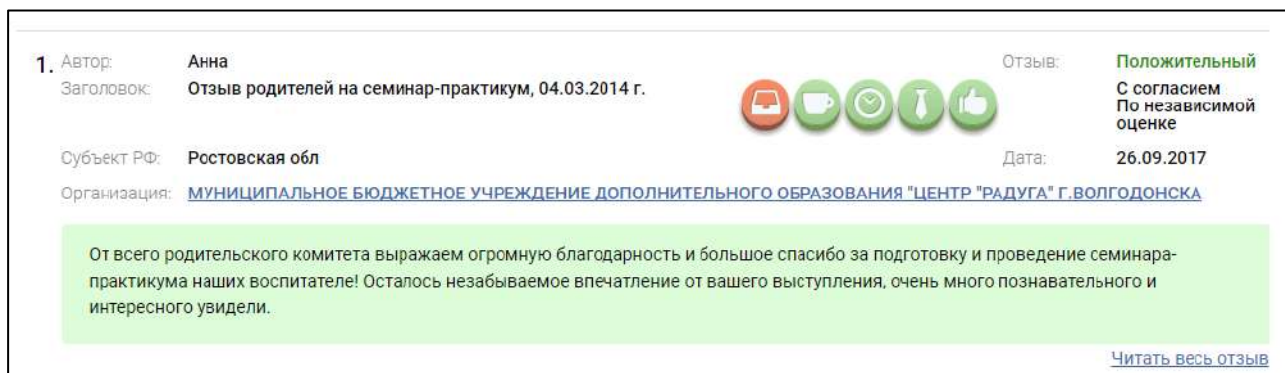 1. Автор: Анна Отзыв: Положительный
Заголовок: Отзыв родителей на семинар-практикум, 04.03.2014 г. С согласием
По независимой
оценке
Субъект РФ: Ростовская обл Дата: 26.09.2017
Организация: МУНИЦИПАЛЬНОЕ БЮДЖЕТНОЕ УЧРЕЖДЕНИЕ ДОПОЛНИТЕЛЬНОГО ОБРАЗОВАНИЯ "ЦЕНТР "РАДУГА" Г.ВОЛГОДОНСКА
От всего родительского комитета выражаем огромную благодарность и большое спасибо за подготовку и проведение семинара-
практикума наших воспитателе! Осталось незабываемое впечатление от вашего выступления, очень много познавательного и
интересного увидели.
Читать весь отзыв